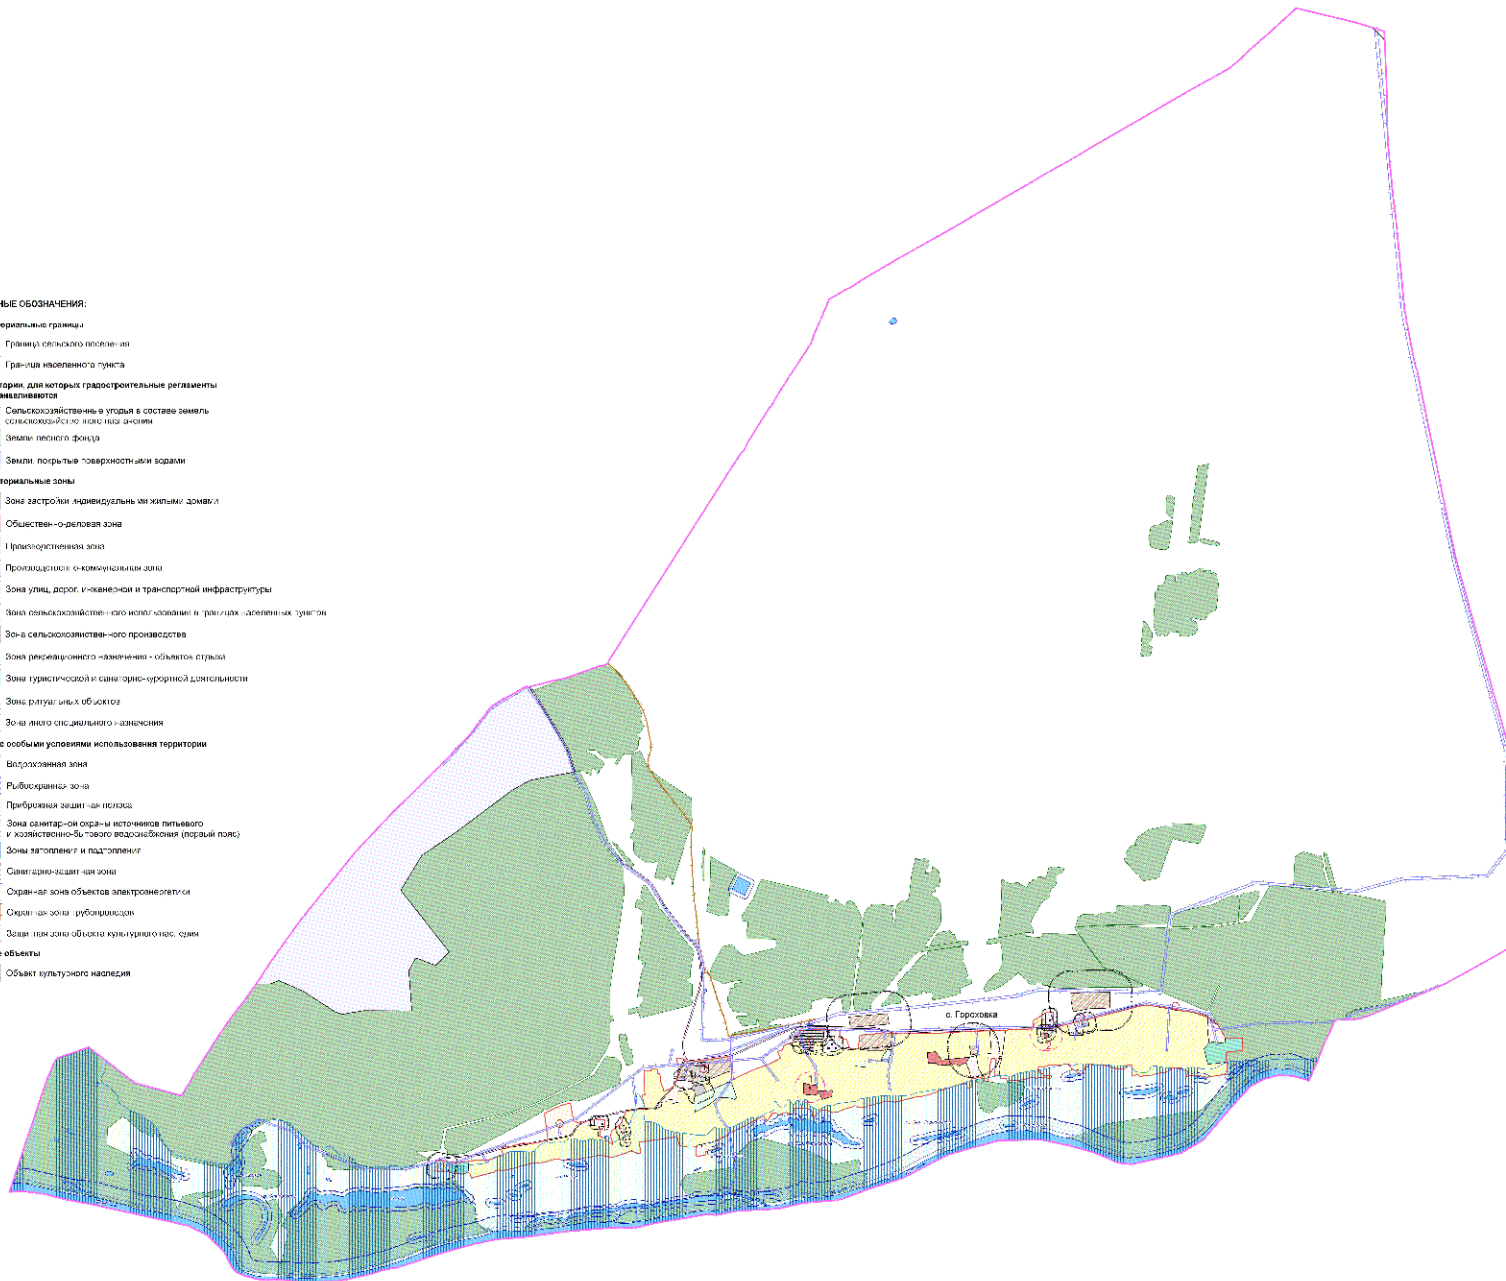 НЫЕ ОБОЗНАЧЕНИЯ:
ориальные границы
Граница сельского поселения
Граница населенного пункта
тории, для которых градостроительные регламенты
анавливаются
Сельскохозяйственные угодья в составе земель
сельскохозяйственного назначения
Земли лесного фонда
Земли, покрытые поверхностными водами
ториальные зоны
Зона застройки индивидуальными жилыми домами
Общественно-деловая зона
Производственная зона
Производственно-коммунальная зона
Зона улиц, дорог, инженерной и транспортной инфраструктуры
Зона сельскохозяйственного использования в границах населенных пунктов
Зона сельскохозяйственного производства
Зона рекреационного назначения - объектов отдыха
Зона туристической и санаторно-курортной деятельности
Зона ритуальных объектов
Зона иного специального назначения
с особыми условиями использования территории
Водоохранная зона
Рыбоохранная зона
Прибрежная защитная полоса
Зона санитарной охраны источников питьевого
и хозяйственно-бытового водоснабжения (первый пояс)
Зоны затопления и подтопления
Санитарно-защитная зона
Охранная зона объектов электроэнергетики
Охранная зона трубопроводов
Защитная зона объекта культурного наследия
е объекты
Объект культурного наследия
с. Гороховка